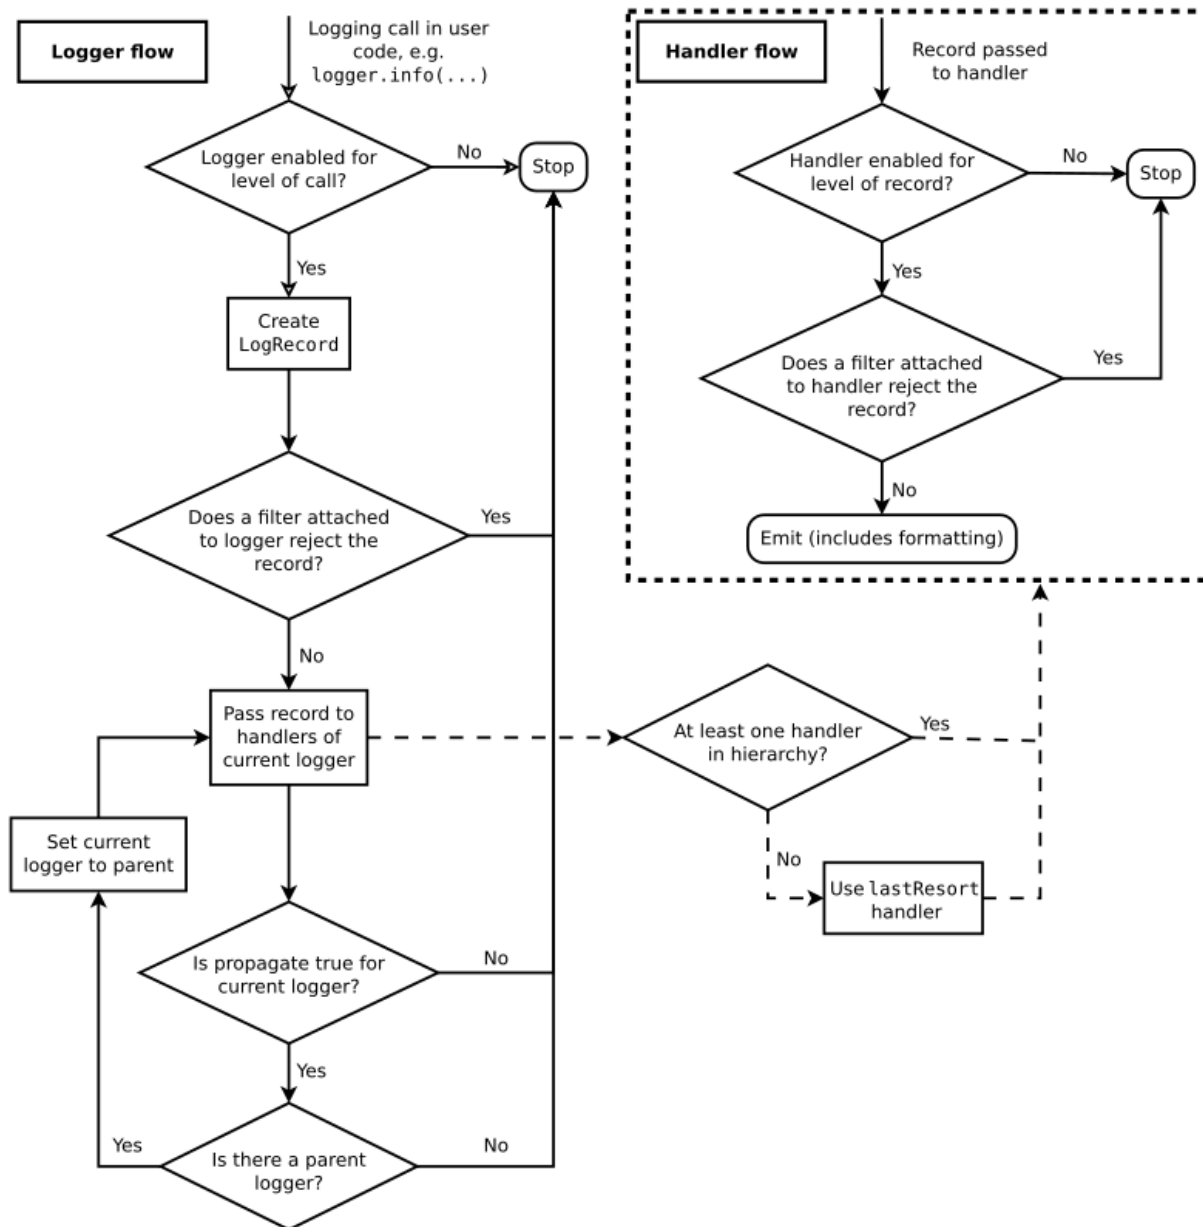 Logger flow
Logging call in user
code, e.g.
logger.info(...)
Logger enabled for
level of call?
No
Stop
Yes
Create
LogRecord
Does a filter attached
to logger reject the
record?
Yes
No
Pass record to
handlers of
current logger
Set current
logger to parent
Is propagate true for
current logger?
No
Yes
Is there a parent
logger?
Yes
No
Handler flow
Record passed
to handler
Handler enabled for
level of record?
No
Stop
Yes
Does a filter attached
to handler reject the
record?
Yes
No
Emit (includes formatting)
At least one handler
in hierarchy?
Yes
No
Use lastResort
handler